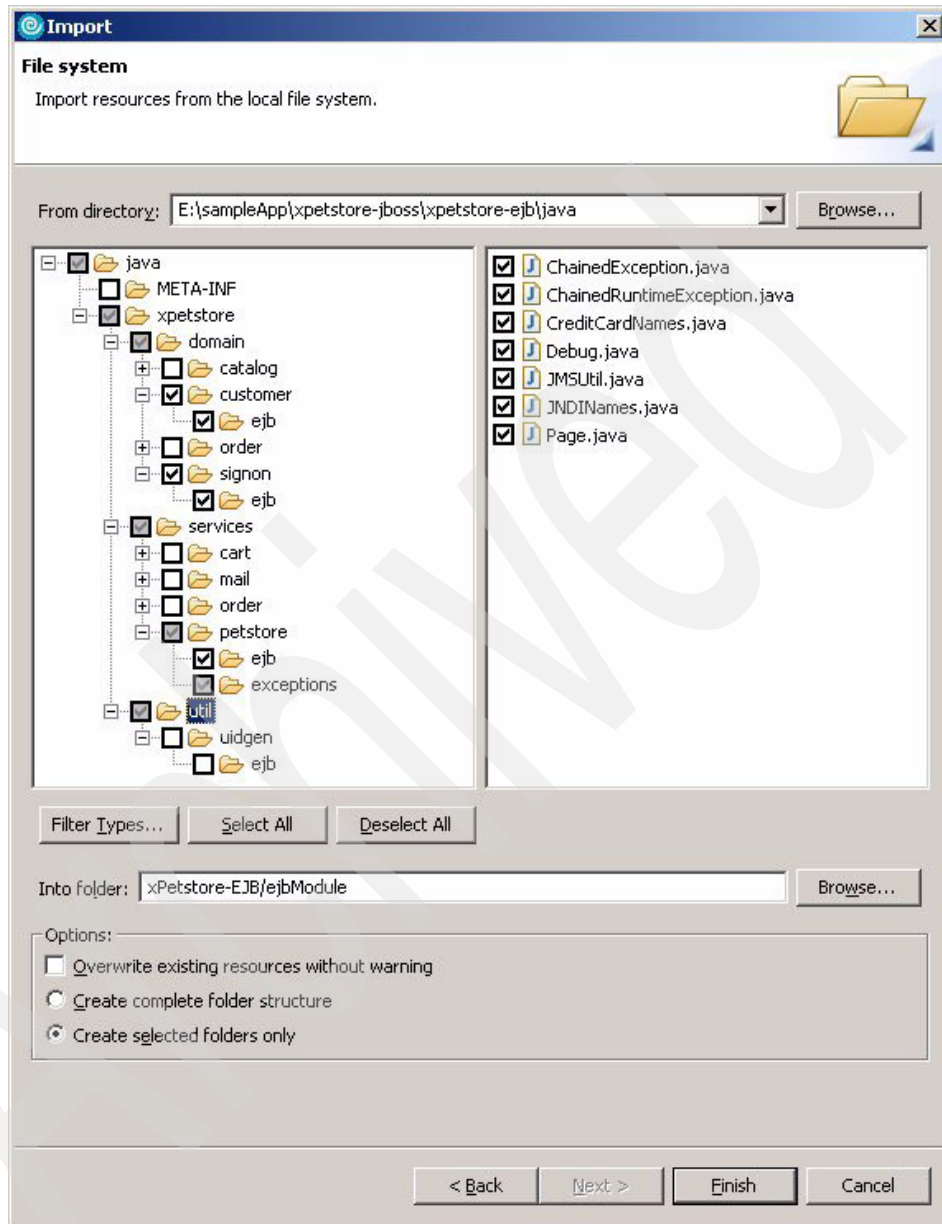 Import
File system
Import resources from the local file system.
From directory: E:\sampleApp\xpetstore-jboss\xpetstore-ejb\java Browse...
java
META-INF
xpetstore
domain
catalog
customer
ejb
order
signon
ejb
services
cart
mail
order
petstore
ejb
exceptions
util
uidgen
ejb
ChainedException.java
ChainedRuntimeException.java
CreditCardNames.java
Debug.java
JMSUtil.java
JNDINames.java
Page.java
Filter Types... Select All Deselect All
Into folder: xPetstore-EJB/ejbModule Browse...
Options:
Overwrite existing resources without warning
Create complete folder structure
Create selected folders only
< Back Next > Finish Cancel
Archived